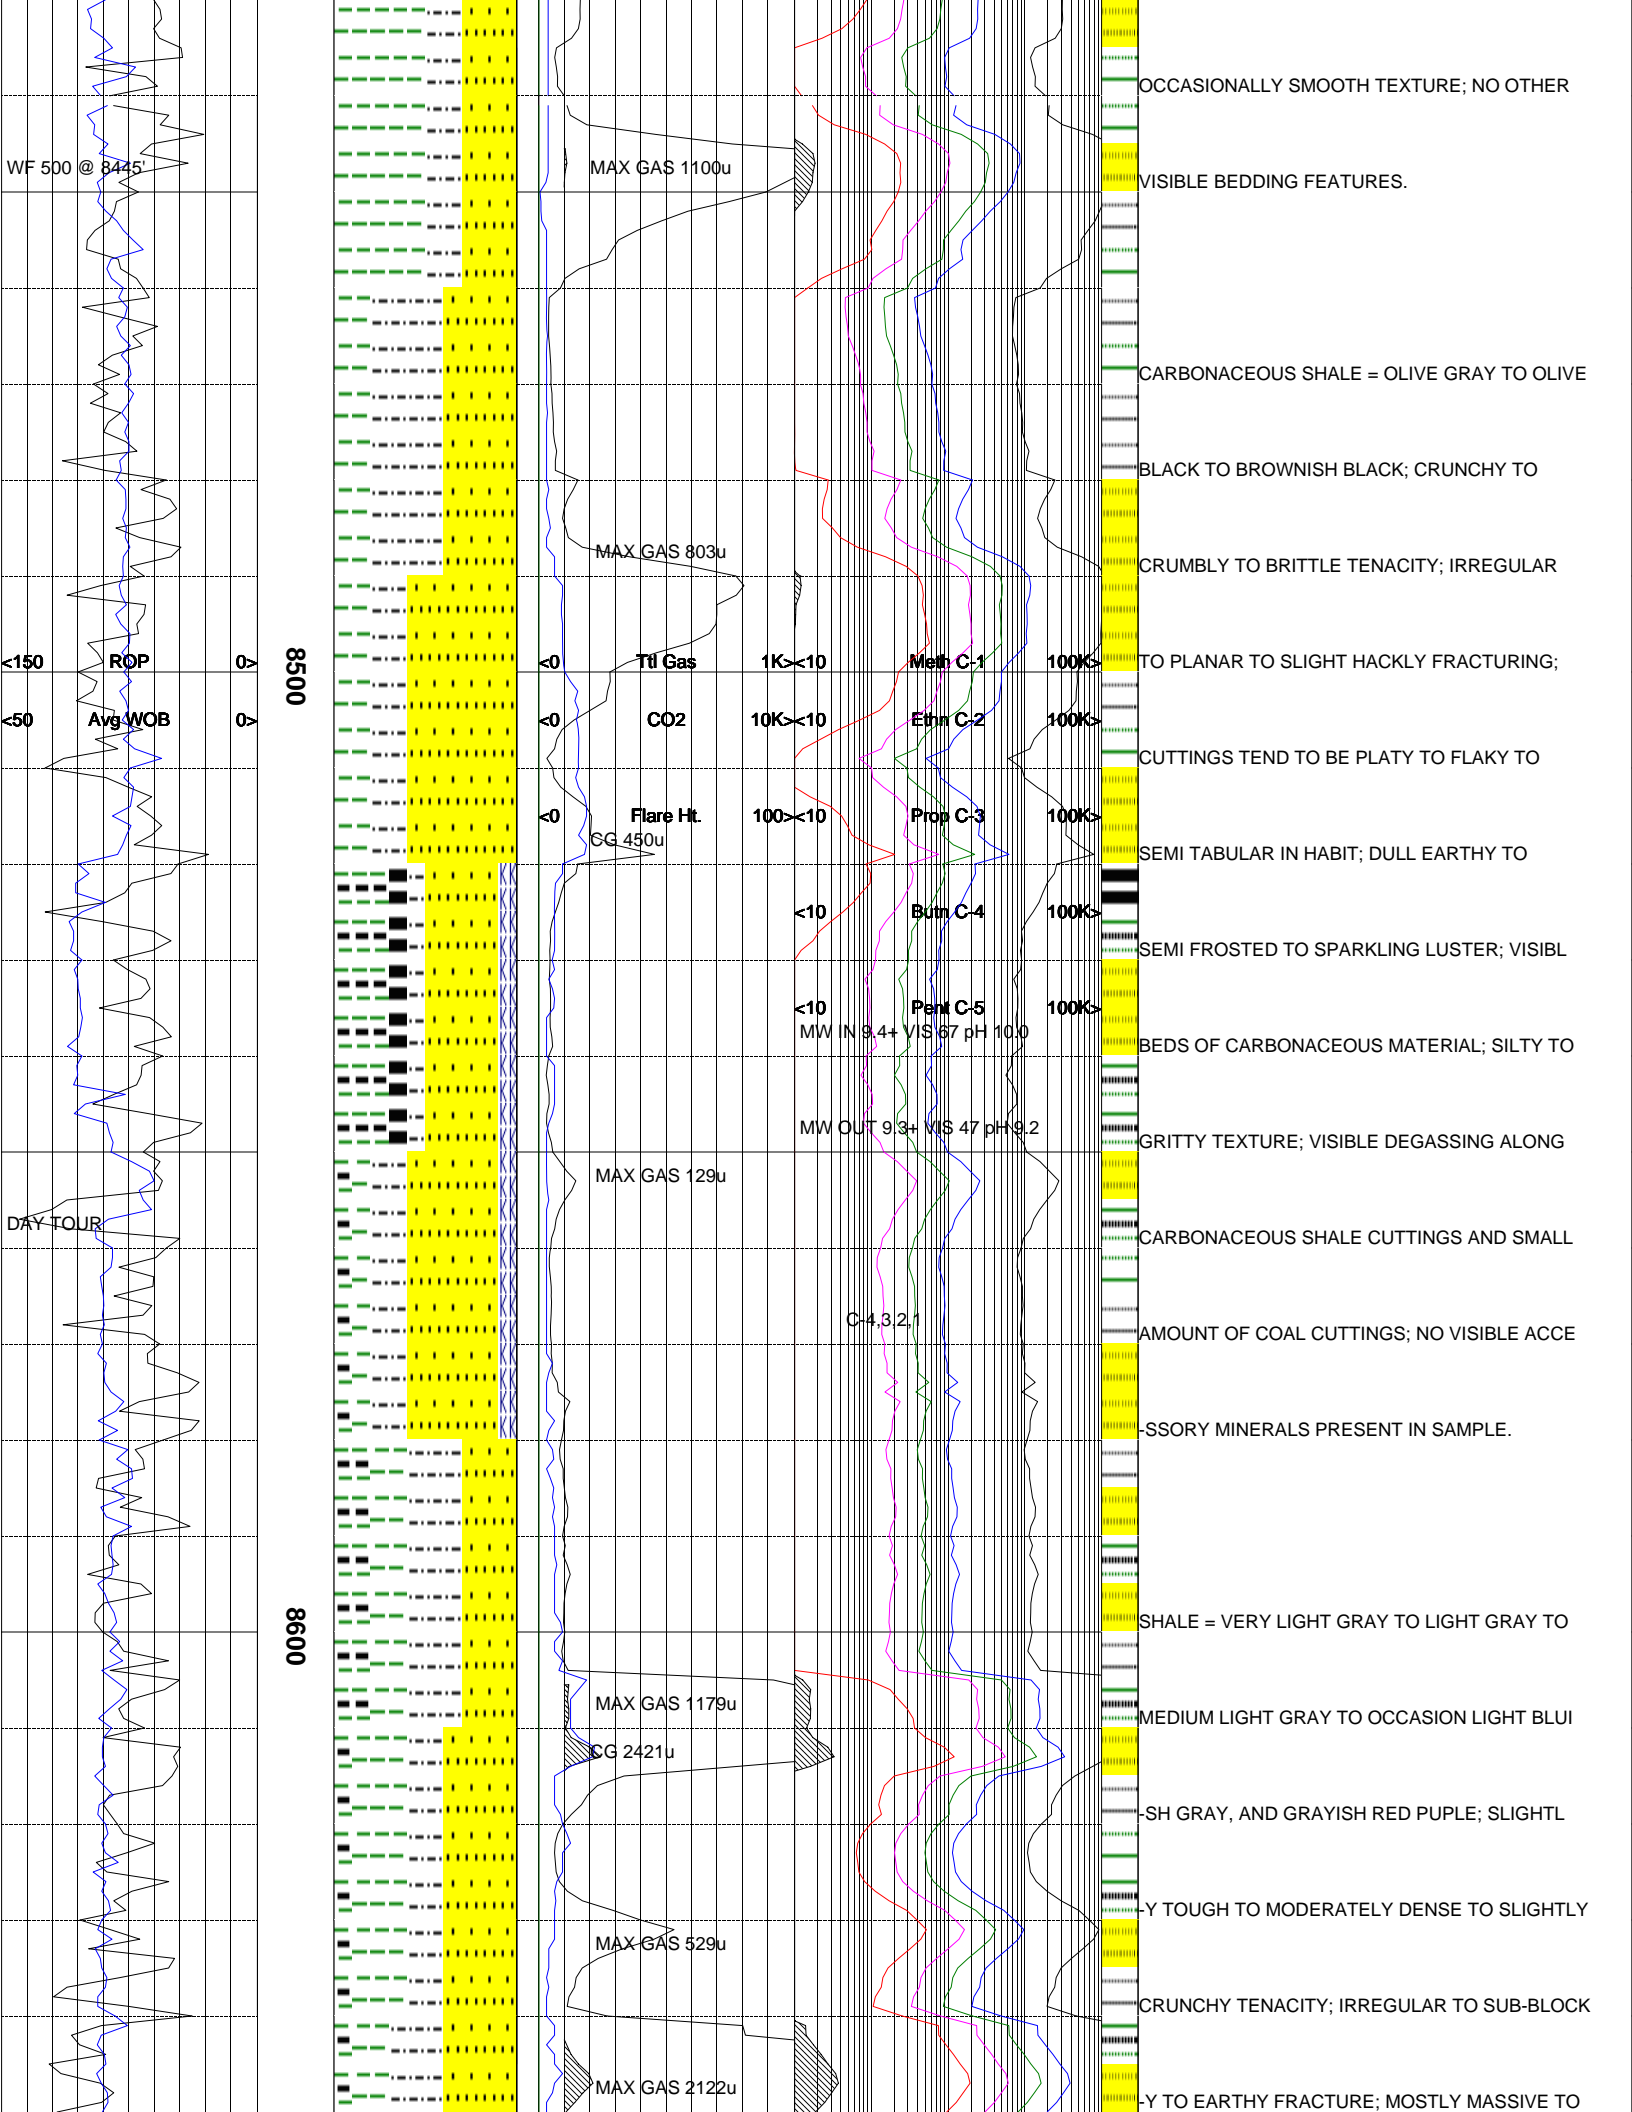 OCCASIONALLY SMOOTH TEXTURE; NO OTHER
WF 500 @ 8445'
MAX GAS 1100u
VISIBLE BEDDING FEATURES.
CARBONACEOUS SHALE = OLIVE GRAY TO OLIVE
BLACK TO BROWNISH BLACK; CRUNCHY TO
MAX GAS 803u
CRUMBLY TO BRITTLE TENACITY; IRREGULAR
8500
<150 ROP 0>
<0 Ttl Gas 1K>
<10 Meth C-1 100K>
TO PLANAR TO SLIGHT HACKLY FRACTURING;
<50 Avg WOB 0>
<0 CO2 10K>
<10 Ethn C-2 100K>
CUTTINGS TEND TO BE PLATY TO FLAKY TO
<0 Flare Ht. 100>
<10 Prop C-3 100K>
CG 450u
SEMI TABULAR IN HABIT; DULL EARTHY TO
<10 Butn C-4 100K>
SEMI FROSTED TO SPARKLING LUSTER; VISIBL
<10 Pent C-5 100K>
MW IN 9.4+ VIS 67 pH 10.0
BEDS OF CARBONACEOUS MATERIAL; SILTY TO
MW OUT 9.3+ VIS 47 pH 9.2
GRITTY TEXTURE; VISIBLE DEGASSING ALONG
MAX GAS 129u
DAY TOUR
CARBONACEOUS SHALE CUTTINGS AND SMALL
C-4,3,2,1
AMOUNT OF COAL CUTTINGS; NO VISIBLE ACCE
-SSORY MINERALS PRESENT IN SAMPLE.
8600
SHALE = VERY LIGHT GRAY TO LIGHT GRAY TO
MAX GAS 1179u
MEDIUM LIGHT GRAY TO OCCASION LIGHT BLUI
CG 2421u
-SH GRAY, AND GRAYISH RED PUPLE; SLIGHTL
-Y TOUGH TO MODERATELY DENSE TO SLIGHTLY
MAX GAS 529u
CRUNCHY TENACITY; IRREGULAR TO SUB-BLOCK
MAX GAS 2122u
-Y TO EARTHY FRACTURE; MOSTLY MASSIVE TO